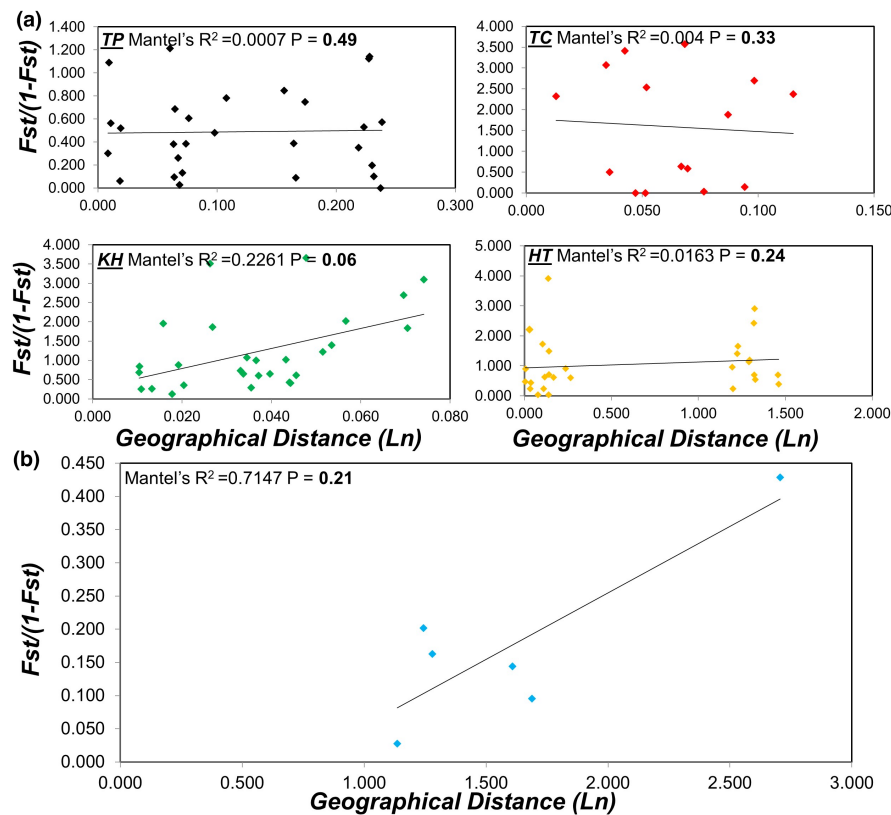 (a)
TP Mantel's R2=0.0007 P = 0.49
Fst/(1-Fst)
1.400
1.200
1.000
0.800
0.600
0.400
0.200
0.000
0.000 0.100 0.200 0.300
TC Mantel's R2=0.004 P = 0.33
4.000
3.500
3.000
2.500
2.000
1.500
1.000
0.500
0.000
0.000 0.050 0.100 0.150
KH Mantel's R2=0.2261 P = 0.06
Fst/(1-Fst)
4.000
3.500
3.000
2.500
2.000
1.500
1.000
0.500
0.000
0.000 0.020 0.040 0.060 0.080
Geographical Distance (Ln)
HT Mantel's R2=0.0163 P = 0.24
5.000
4.000
3.000
2.000
1.000
0.000
0.000 0.500 1.000 1.500 2.000
Geographical Distance (Ln)
(b)
Mantel's R2 =0.7147 P = 0.21
Fst/(1-Fst)
0.450
0.400
0.350
0.300
0.250
0.200
0.150
0.100
0.050
0.000
0.000 0.500 1.000 1.500 2.000 2.500 3.000
Geographical Distance (Ln)